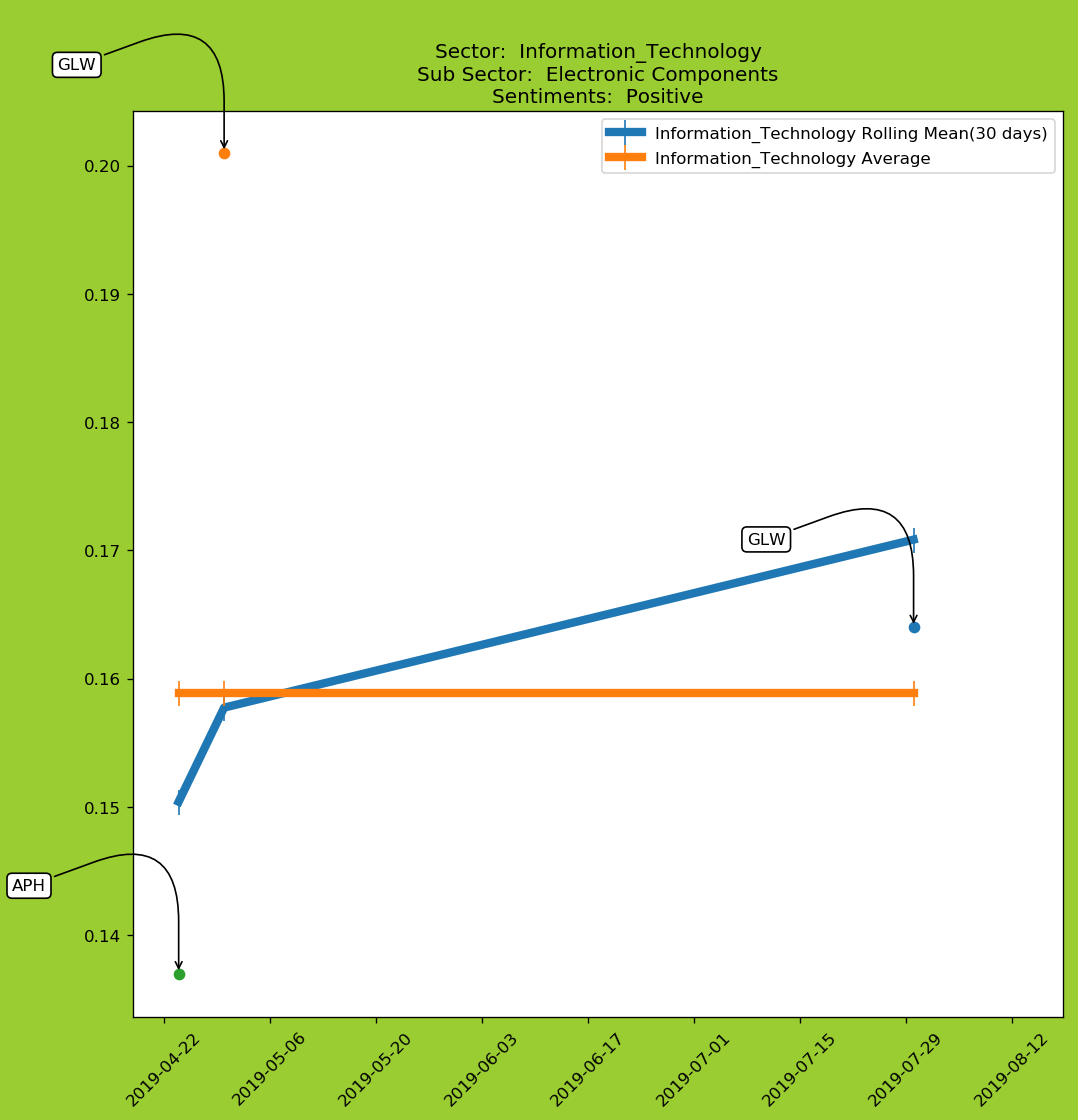 GLW
Sector:  Information_Technology
Sub Sector:  Electronic Components
Sentiments:  Positive
Information_Technology Rolling Mean(30 days)
Information_Technology Average
0.20
0.19
0.18
0.17
GLW
0.16
0.15
APH
0.14
2019-04-22
2019-05-06
2019-05-20
2019-06-03
2019-06-17
2019-07-01
2019-07-15
2019-07-29
2019-08-12